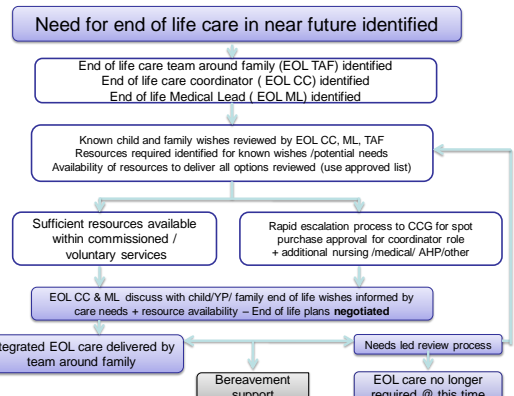 Need for end of life care in near future identified
End of life care team around family (EOL TAF) identified
End of life care coordinator ( EOL CC) identified
End of life Medical Lead ( EOL ML) identified
Known child and family wishes reviewed by EOL CC, ML, TAF
Resources required identified for known wishes /potential needs
Availability of resources to deliver all options reviewed (use approved list)
Sufficient resources available
within commissioned /
voluntary services
Rapid escalation process to CCG for spot
purchase approval for coordinator role
+ additional nursing /medical/ AHP/other
EOL CC & ML discuss with child/YP/ family end of life wishes informed by
care needs + resource availability – End of life plans negotiated
EOL care delivered by
team around family
Needs led review process
Bereavement
support
EOL care no longer
required @ this time